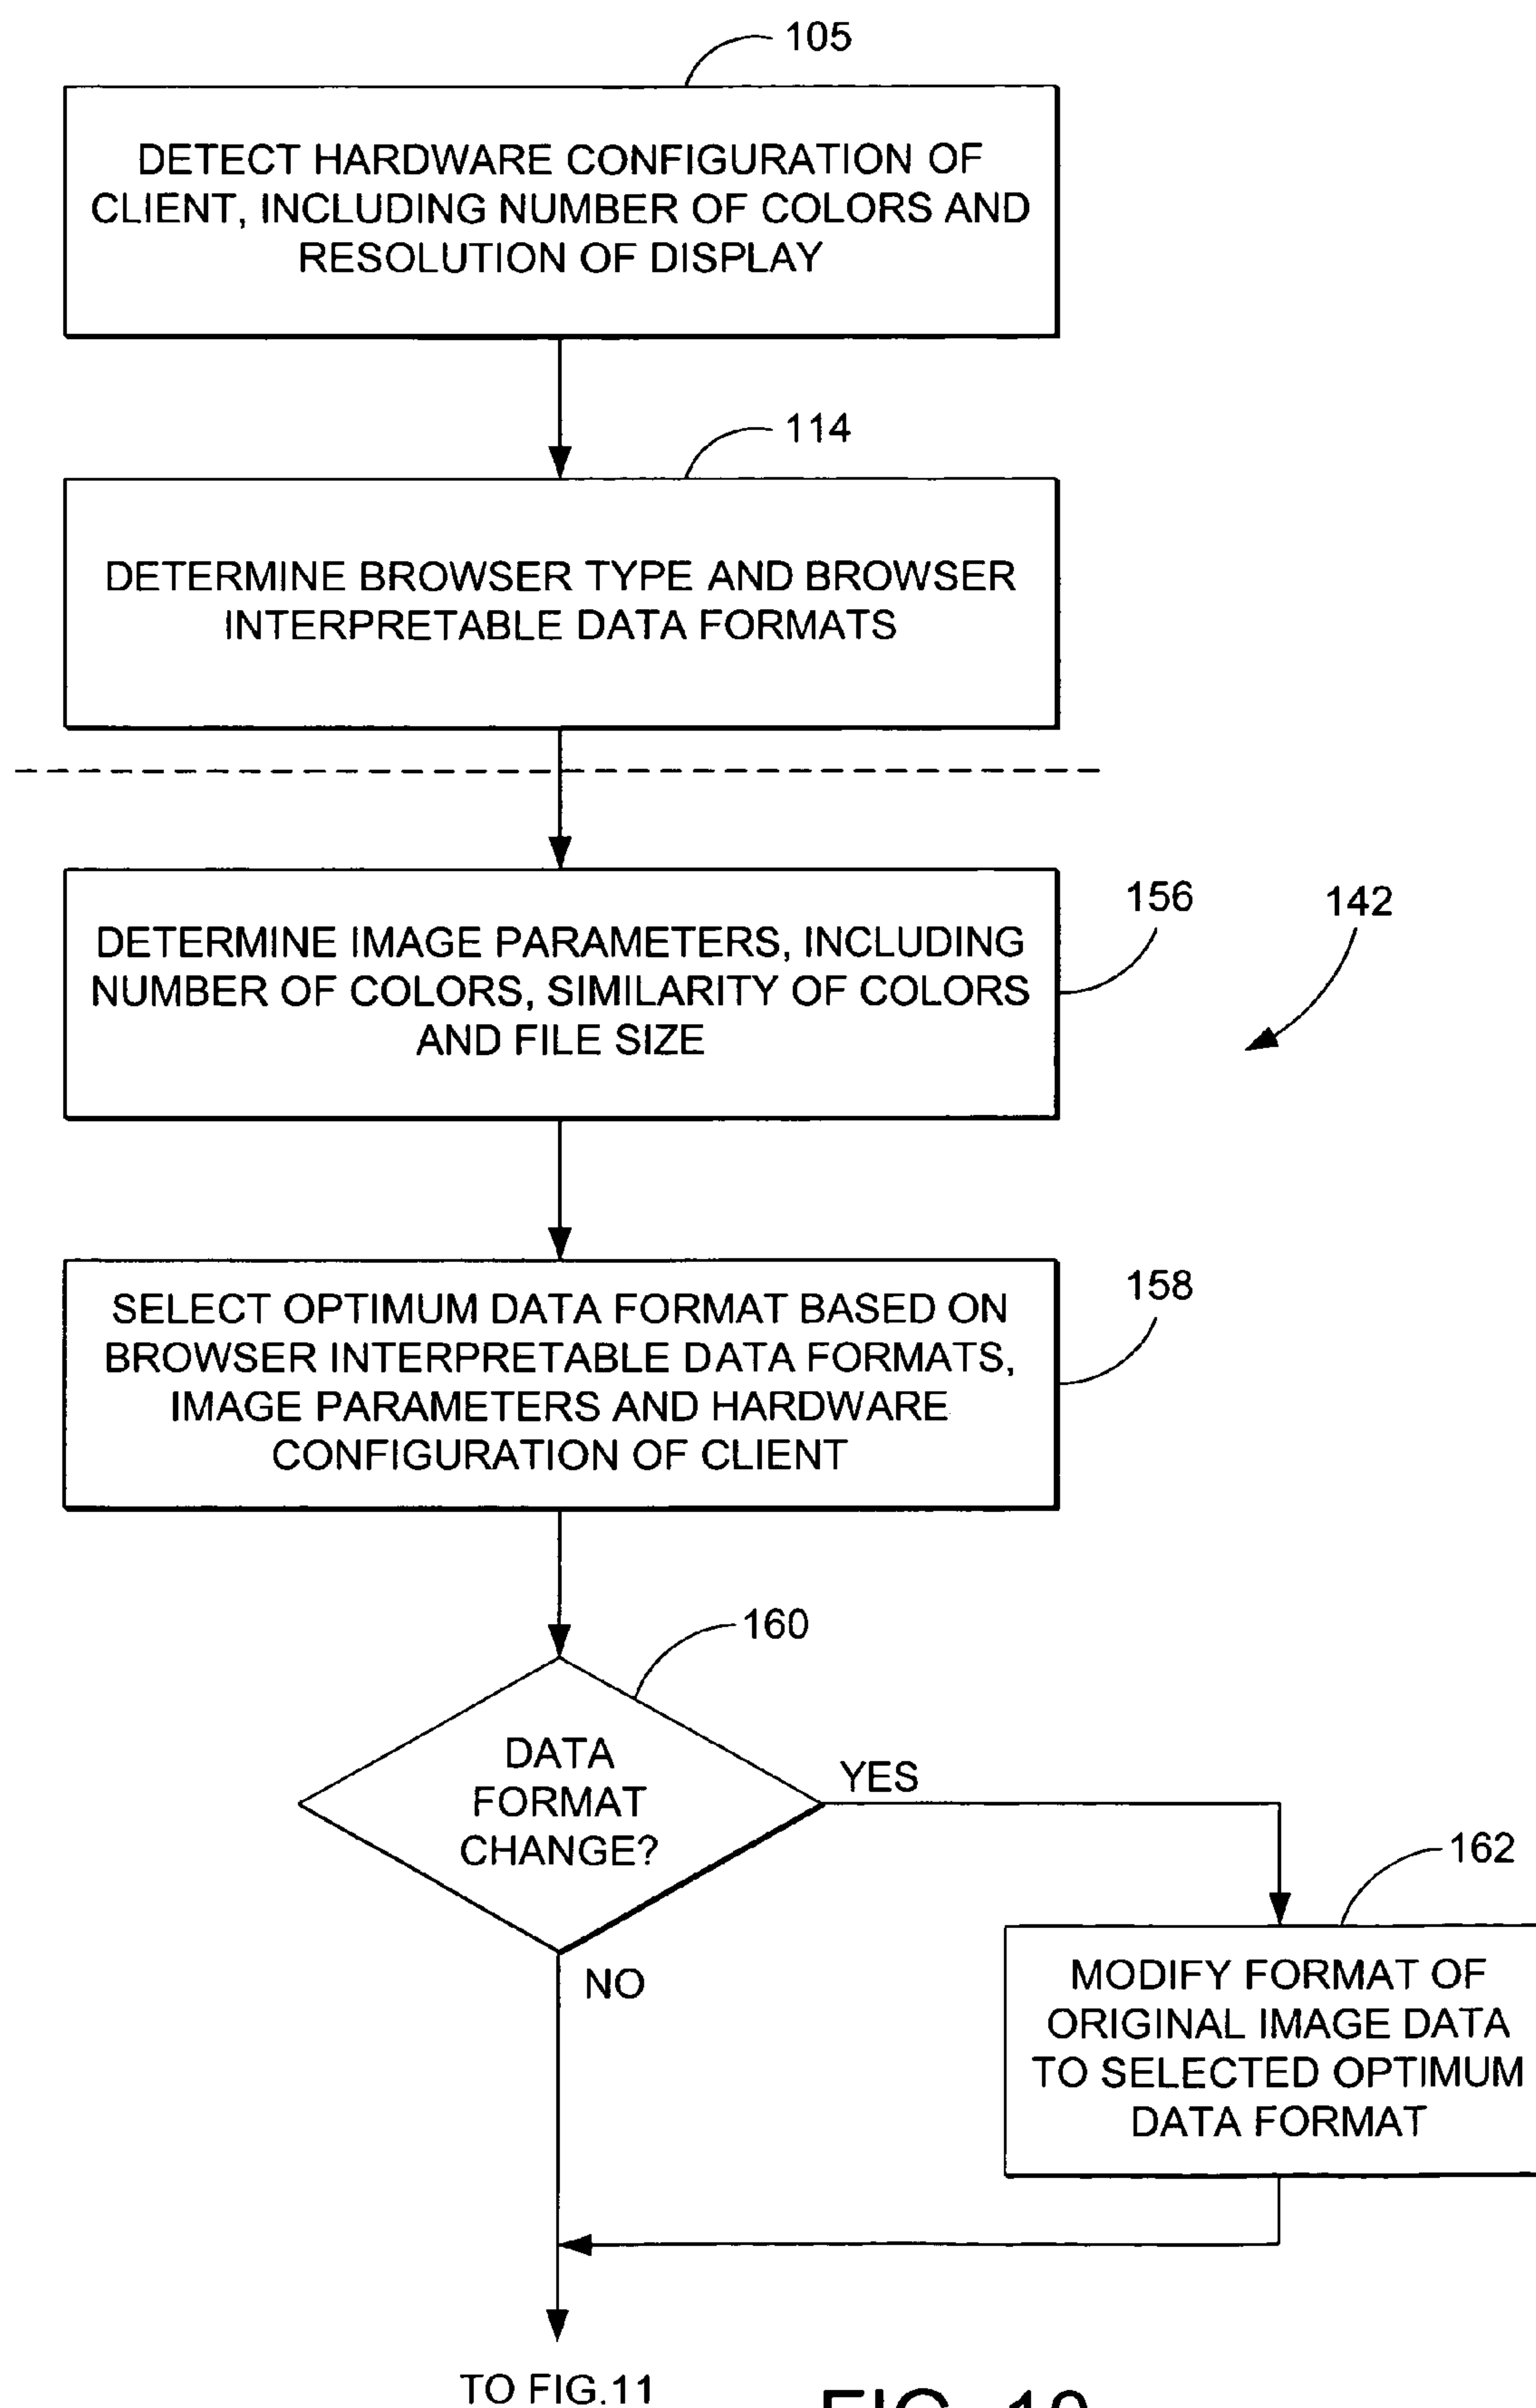 105
DETECT HARDWARE CONFIGURATION OF
CLIENT, INCLUDING NUMBER OF COLORS AND
RESOLUTION OF DISPLAY
114
DETERMINE BROWSER TYPE AND BROWSER
INTERPRETABLE DATA FORMATS
156
142
DETERMINE IMAGE PARAMETERS, INCLUDING
NUMBER OF COLORS, SIMILARITY OF COLORS
AND FILE SIZE
158
SELECT OPTIMUM DATA FORMAT BASED ON
BROWSER INTERPRETABLE DATA FORMATS,
IMAGE PARAMETERS AND HARDWARE
CONFIGURATION OF CLIENT
160
DATA
FORMAT
CHANGE?
YES
NO
162
MODIFY FORMAT OF
ORIGINAL IMAGE DATA
TO SELECTED OPTIMUM
DATA FORMAT
TO FIG.11
FIG. 10